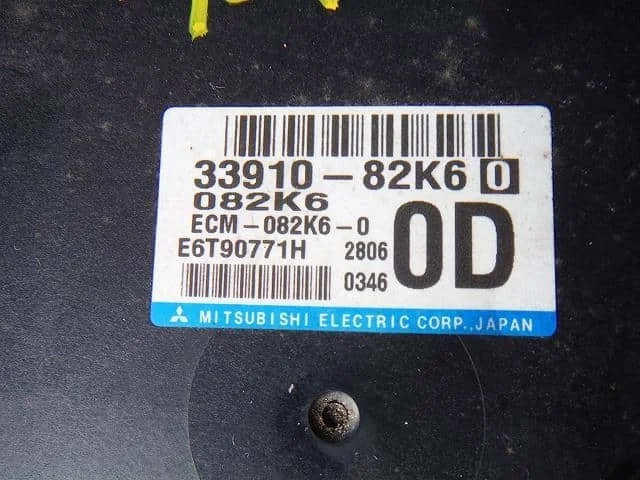 33910-82K6 0
082K6
ECM-082K6-0
E6T90771H 2806
0346
0D
MITSUBISHI ELECTRIC CORP., JAPAN